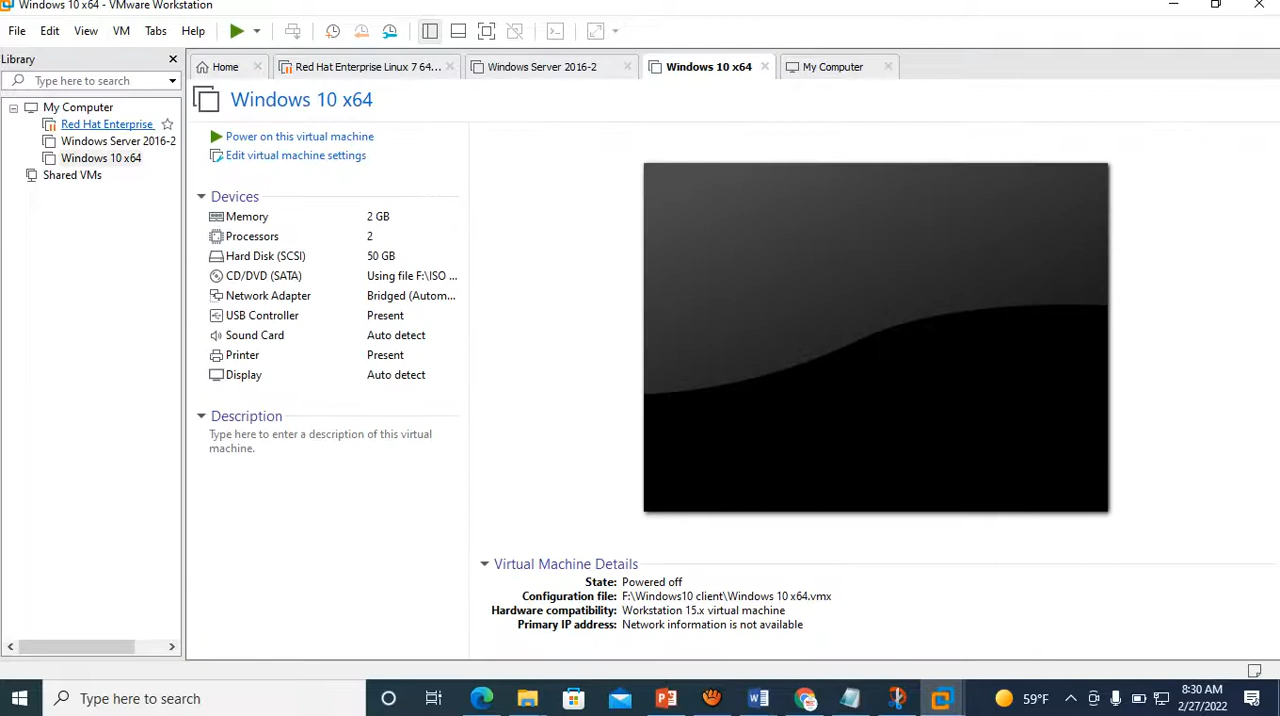 Windows 10 x64 - VMware Workstation
File Edit View VM Tabs Help
Library
Type here to search
My Computer
Red Hat Enterprise
Windows Server 2016-2
Windows 10 x64
Shared VMs
Home
Red Hat Enterprise Linux 7 64...
Windows Server 2016-2
Windows 10 x64
My Computer
Windows 10 x64
Power on this virtual machine
Edit virtual machine settings
Devices
Memory 2 GB
Processors 2
Hard Disk (SCSI) 50 GB
CD/DVD (SATA) Using file F:\ISO ...
Network Adapter Bridged (Autom...
USB Controller Present
Sound Card Auto detect
Printer Present
Display Auto detect
Description
Type here to enter a description of this virtual
machine.
Virtual Machine Details
State: Powered off
Configuration file: F:\Windows10 client\Windows 10 x64.vmx
Hardware compatibility: Workstation 15.x virtual machine
Primary IP address: Network information is not available
Type here to search
59°F
8:30 AM
2/27/2022